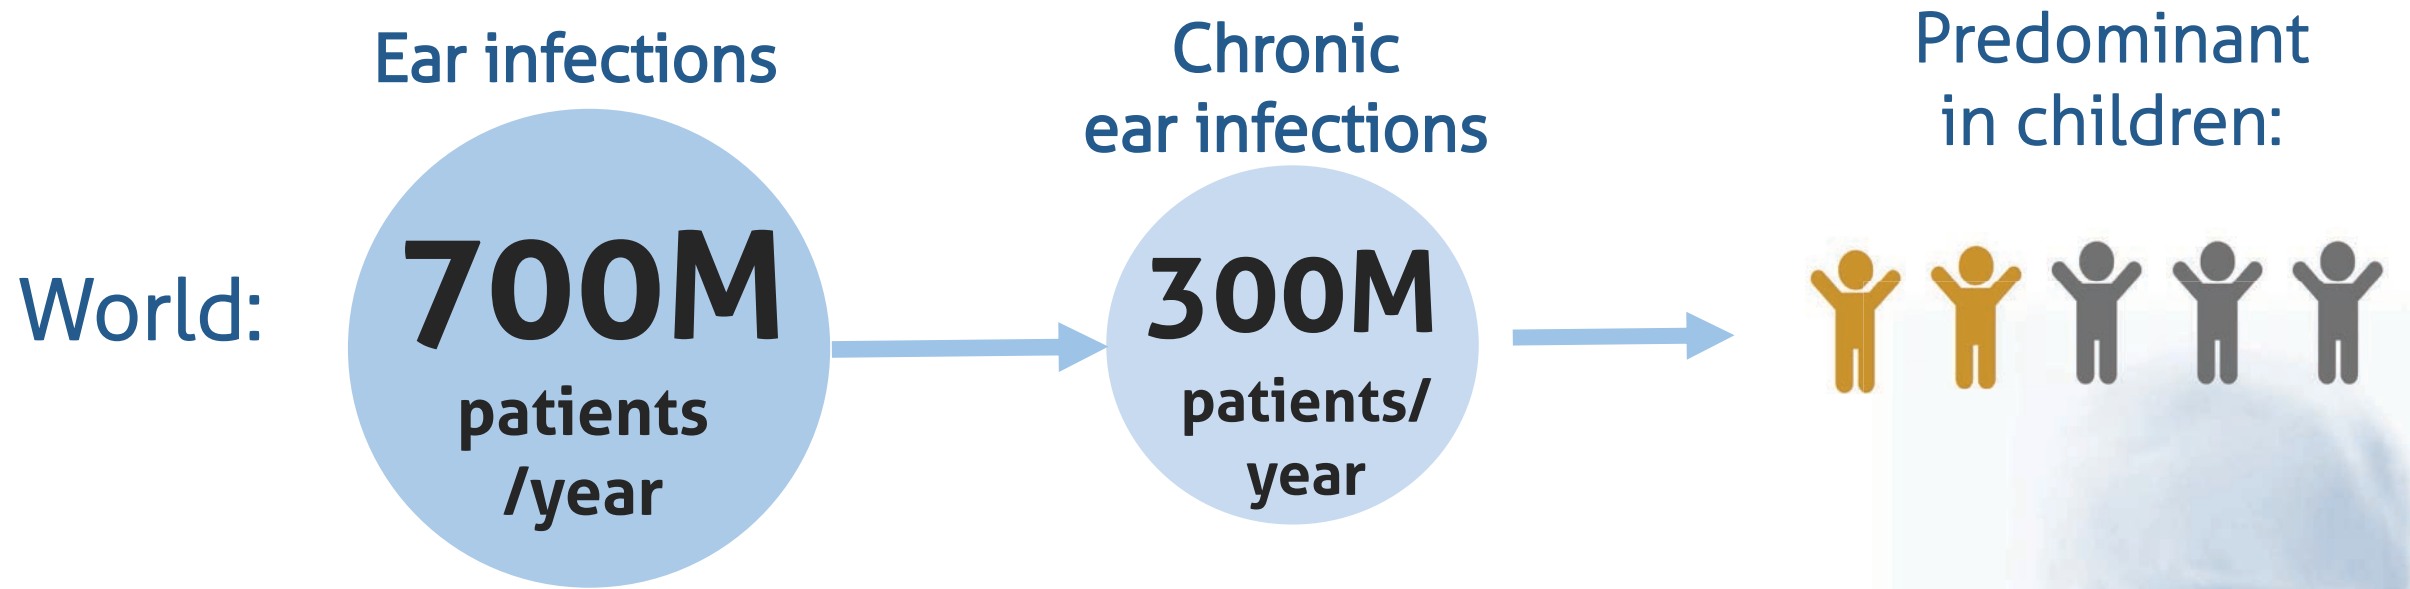 Ear infections
Chronic
ear infections
Predominant
in children:
World:
700M
patients
/year
300M
patients/
year